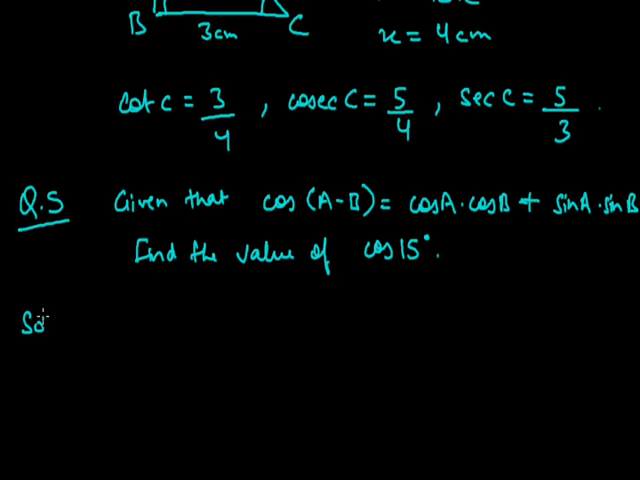 B 3cm C x = 4cm
cot C = 3/4 , cosec C = 5/4 , sec C = 5/3 .
Q.5 Given that cos (A-B) = cosA · cosB + sinA · sinB
Find the value of cos 15°.
So